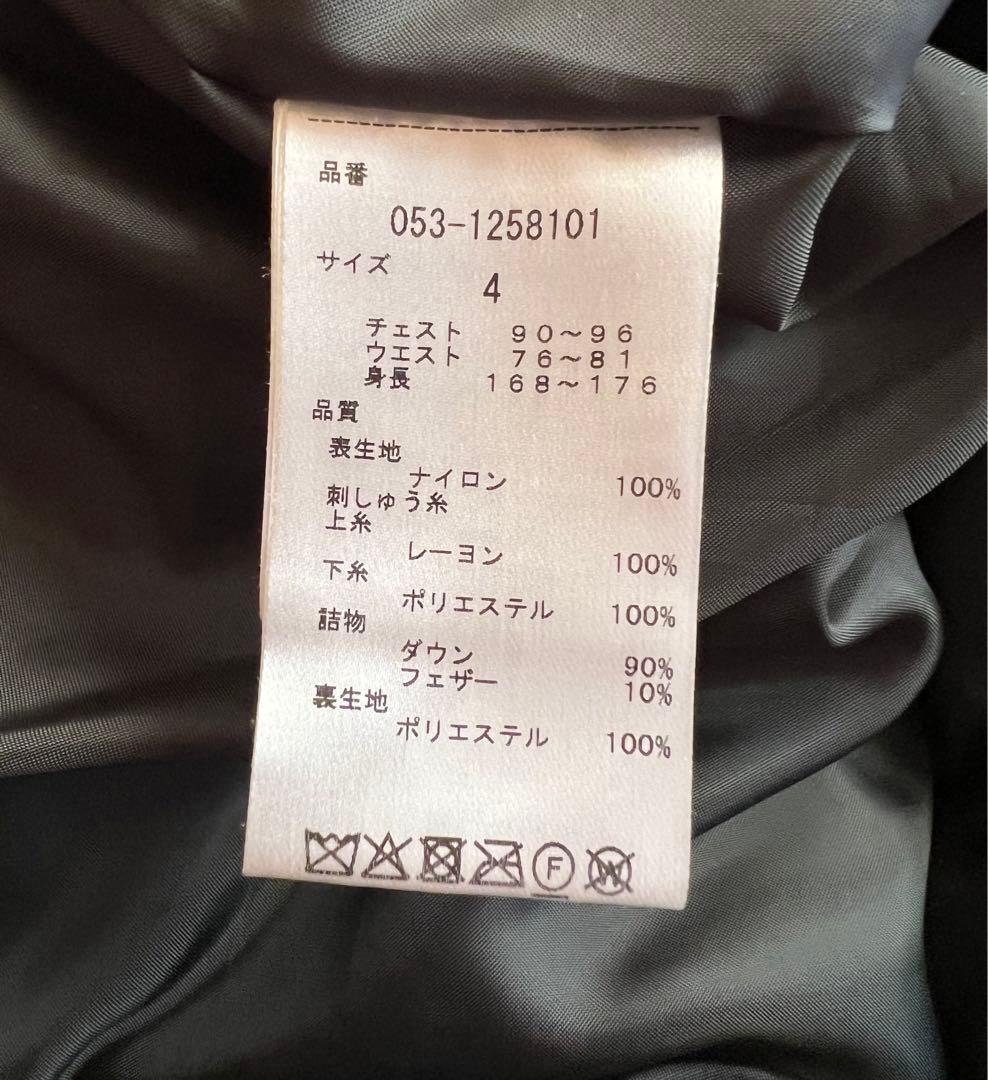 品番
053-1258101
サイズ
4
チェスト 90～96
ウエスト 76～81
身長 168～176
品質
表生地
ナイロン 100%
刺しゅう糸
上糸
レーヨン 100%
下糸
ポリエステル 100%
詰物
ダウン 90%
フェザー 10%
裏生地
ポリエステル 100%
F W